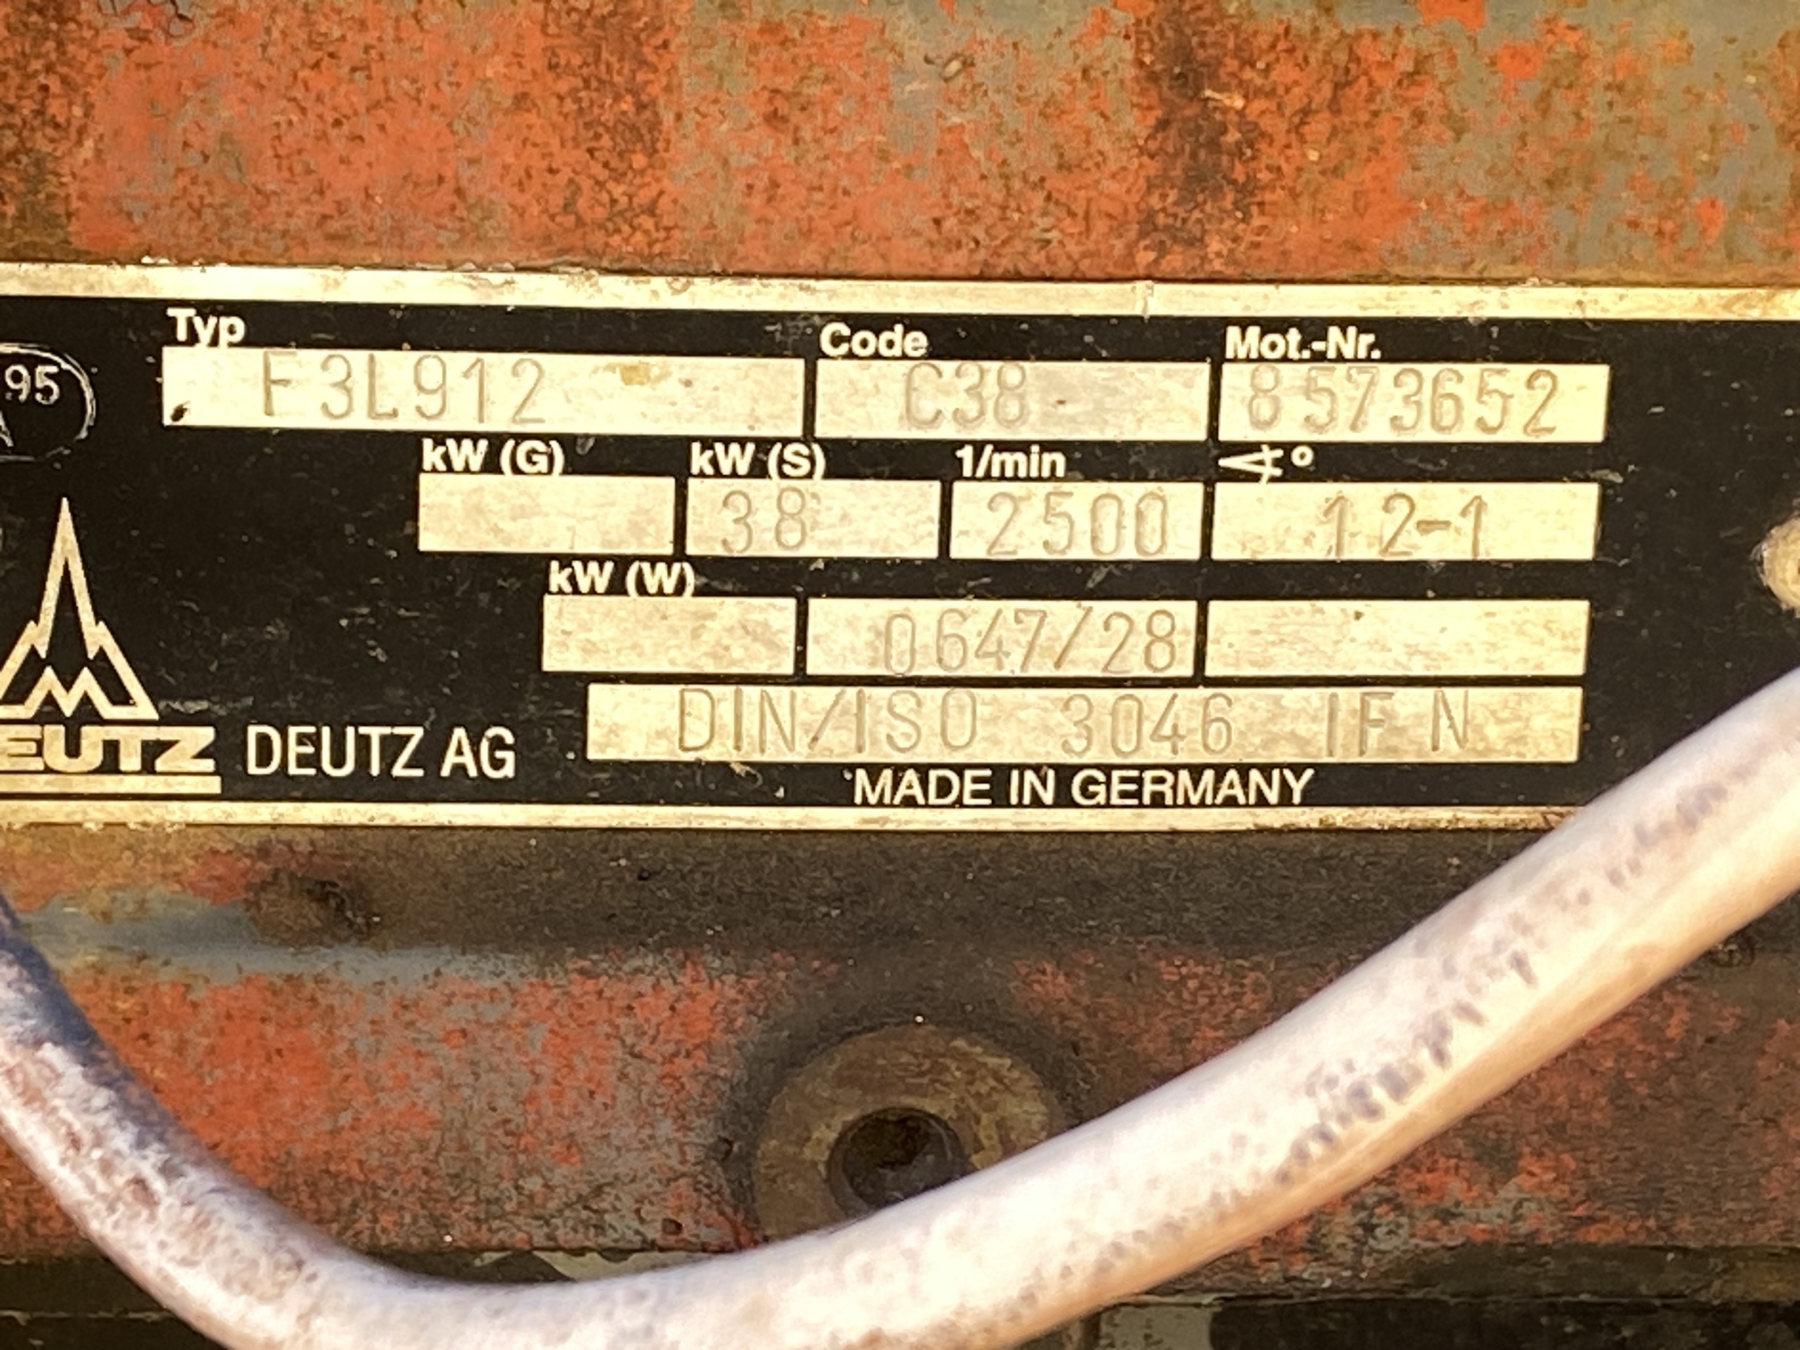 Typ Code Mot.-Nr.
95 F3L912 C38 8573652
kW (G) kW (S) 1/min ∢°
38 2500 12-1
kW (W)
0647/28
DIN/ISO 3046 IFN
EUTZ DEUTZ AG
MADE IN GERMANY